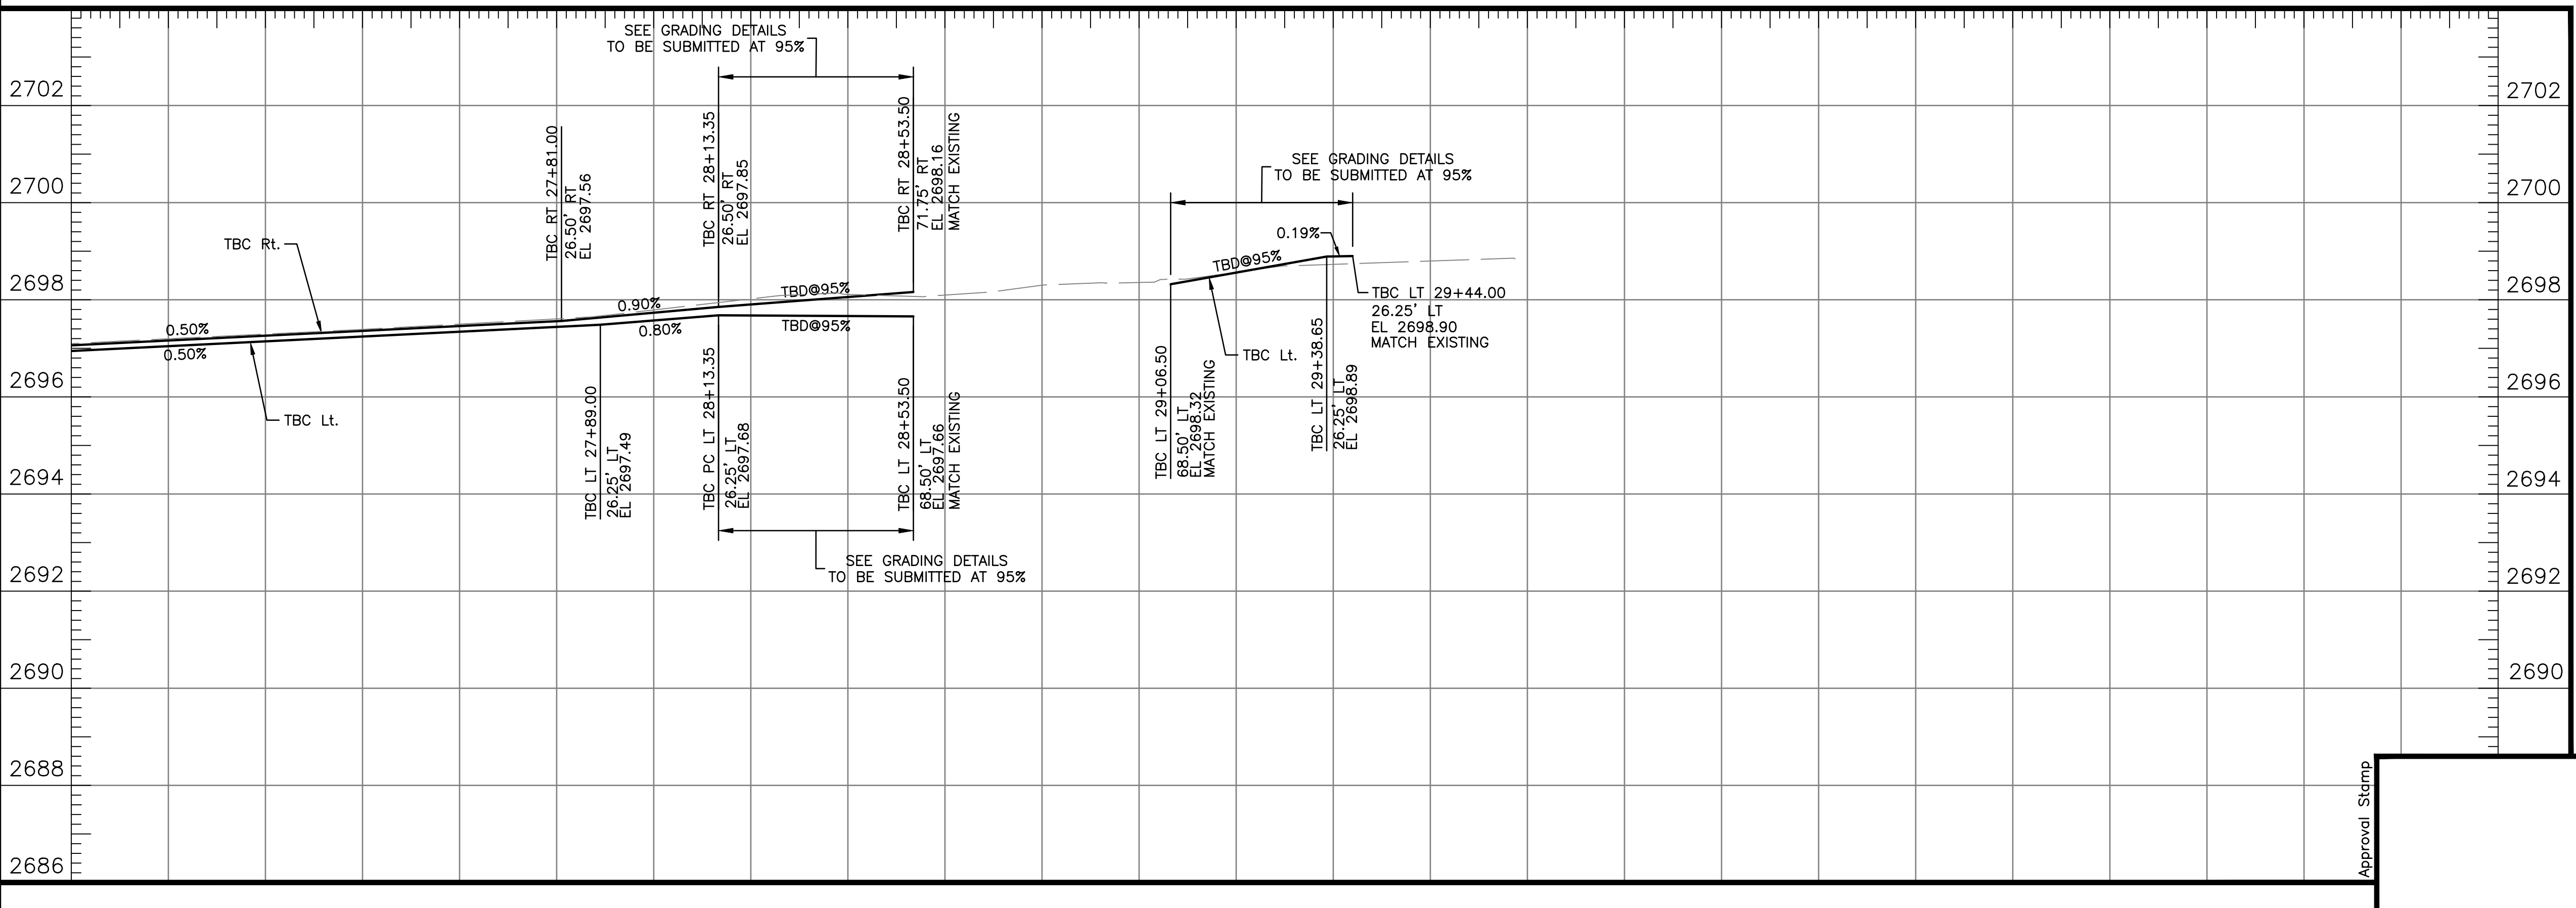 SEE GRADING DETAILS
TO BE SUBMITTED AT 95%
2702
2700
2698
2696
2694
2692
2690
2688
2686
TBC Rt.
0.50%
0.50%
TBC Lt.
TBC RT 27+81.00
26.50' RT
EL 2697.56
TBC LT 27+89.00
26.25' LT
EL 2697.49
0.90%
0.80%
TBC RT 28+13.35
26.50' RT
EL 2697.85
TBC PC LT 28+13.35
26.25' LT
EL 2697.68
TBD@95%
TBD@95%
TBC RT 28+53.50
71.75' RT
EL 2698.16
MATCH EXISTING
TBC LT 28+53.50
68.50' LT
EL 2697.66
MATCH EXISTING
SEE GRADING DETAILS
TO BE SUBMITTED AT 95%
SEE GRADING DETAILS
TO BE SUBMITTED AT 95%
0.19%
TBD@95%
TBC Lt.
TBC LT 29+06.50
68.50' LT
EL 2698.32
MATCH EXISTING
TBC LT 29+38.65
26.25' LT
EL 2698.89
TBC LT 29+44.00
26.25' LT
EL 2698.90
MATCH EXISTING
2702
2700
2698
2696
2694
2692
2690
Approval Stamp